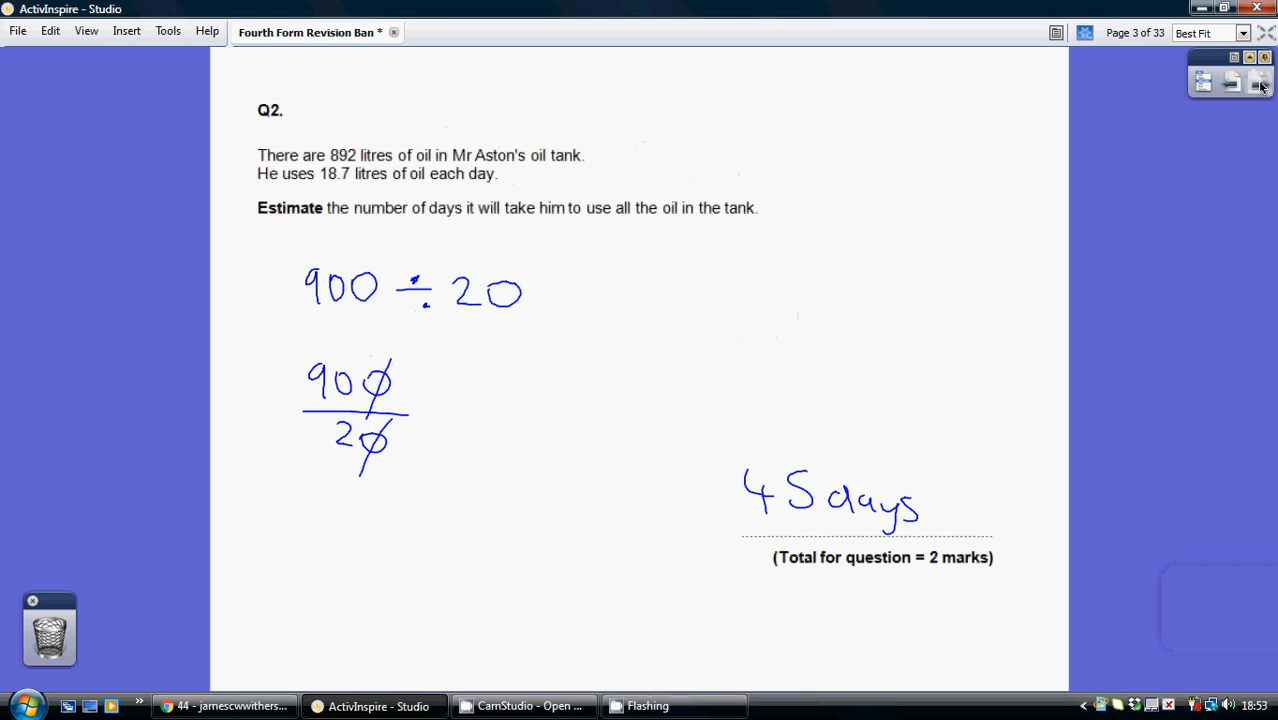 ActivInspire - Studio
File Edit View Insert Tools Help
Fourth Form Revision Ban *
Page 3 of 33
Best Fit
Q2.
There are 892 litres of oil in Mr Aston's oil tank.
He uses 18.7 litres of oil each day.
Estimate the number of days it will take him to use all the oil in the tank.
900 ÷ 20
900
20
45 days
(Total for question = 2 marks)
44 - jamescwwithers...
ActivInspire - Studio
CamStudio - Open ...
Flashing
18:53